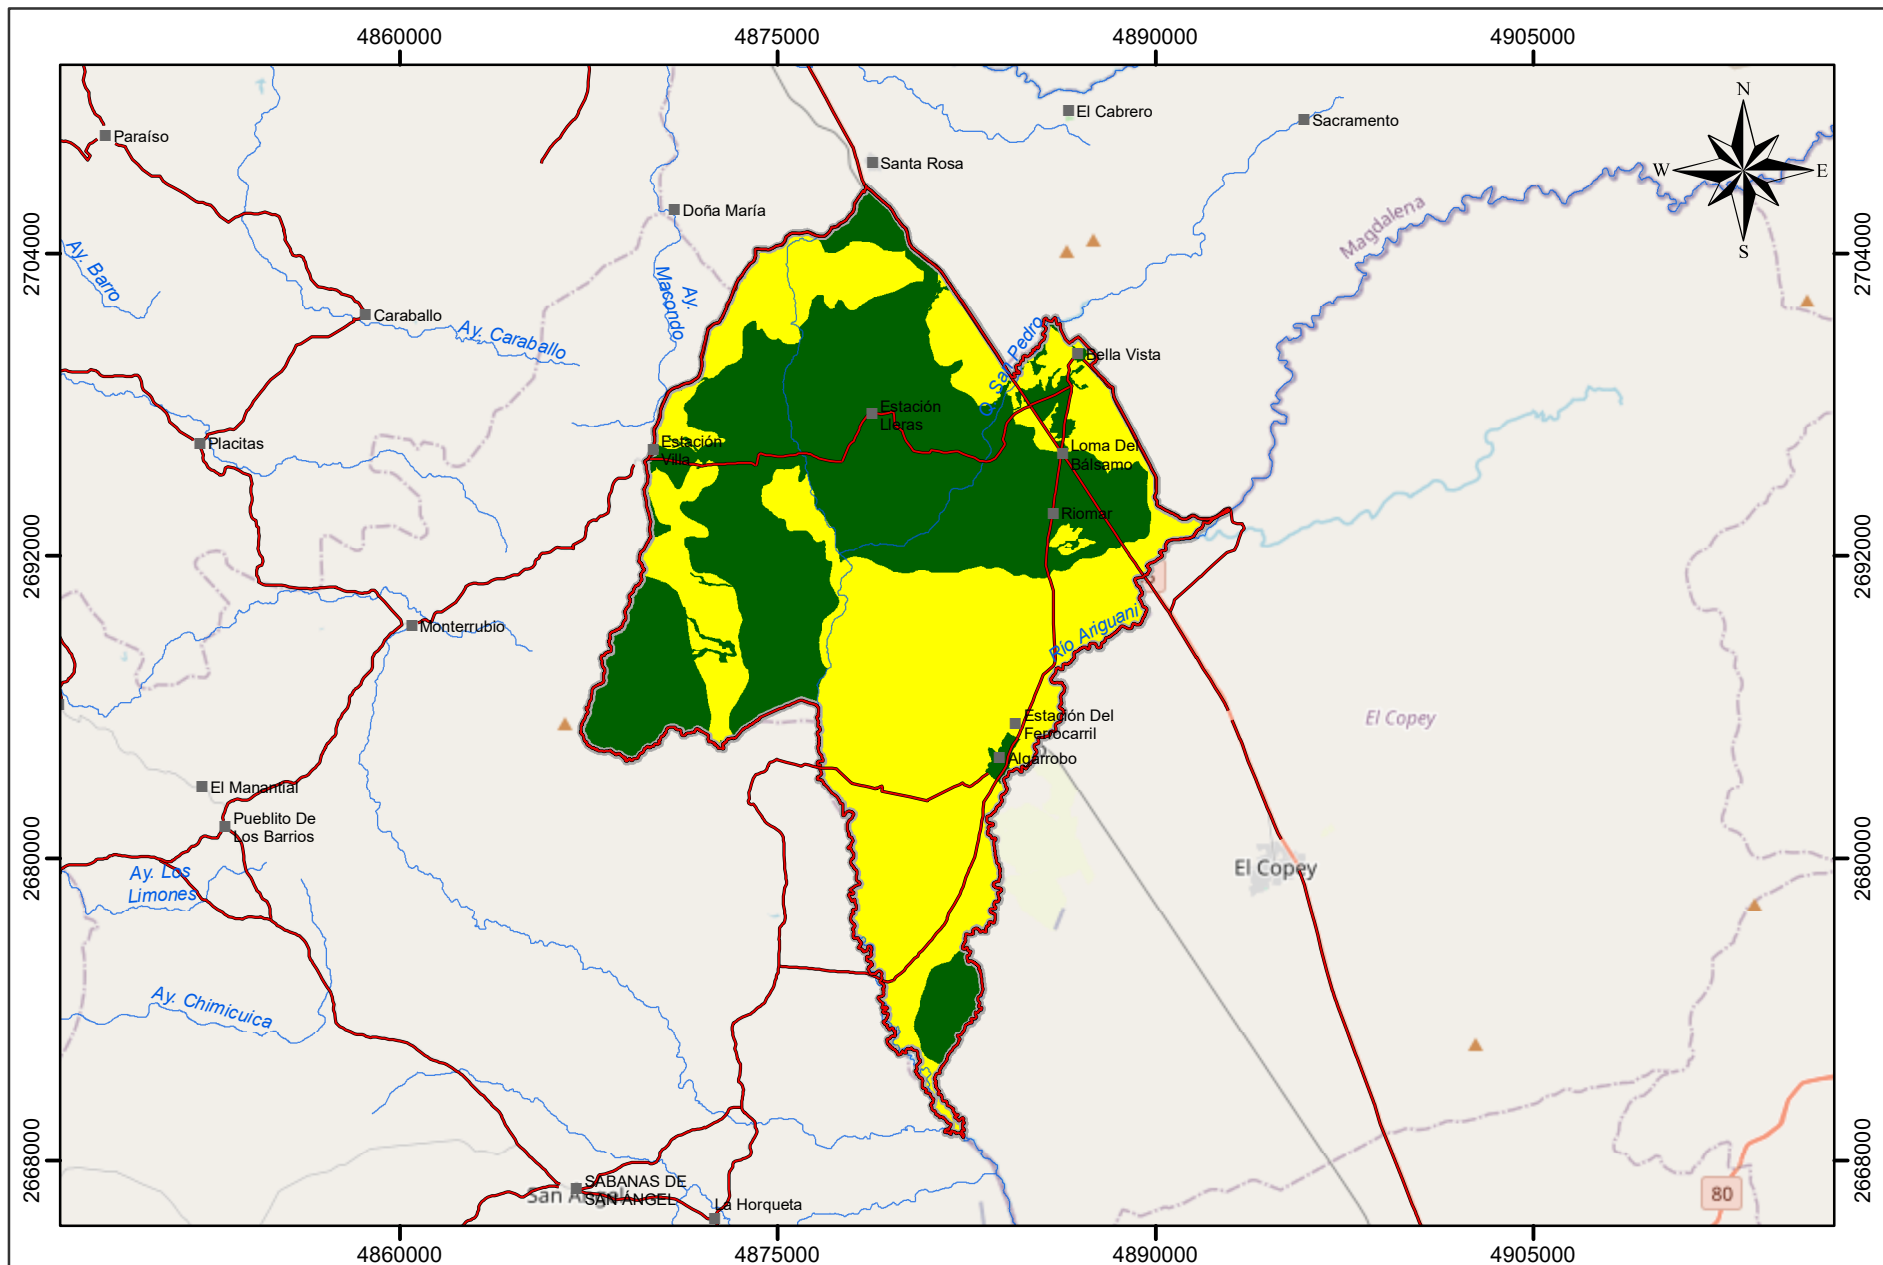 4860000
4875000
4890000
4905000
N
W
E
S
El Cabrero
Sacramento
Paraíso
Santa Rosa
Doña María
Magdalena
2704000
2704000
Ay. Barro
Ay.
Macondo
Caraballo
Ay. Caraballo
Q. San Pedro
Bella Vista
Estación
Lleras
Placitas
Estación
Villa
Loma Del
Bálsamo
Riomar
2692000
2692000
Monterrubio
Río Ariguaní
El Copey
Estación Del
Ferrocarril
Algarrobo
El Manantial
Pueblito De
Los Barrios
2680000
2680000
El Copey
Ay. Los
Limones
Ay. Chimicuica
2668000
2668000
SABANAS DE
SAN ÁNGEL
La Horqueta
80
4860000
4875000
4890000
4905000